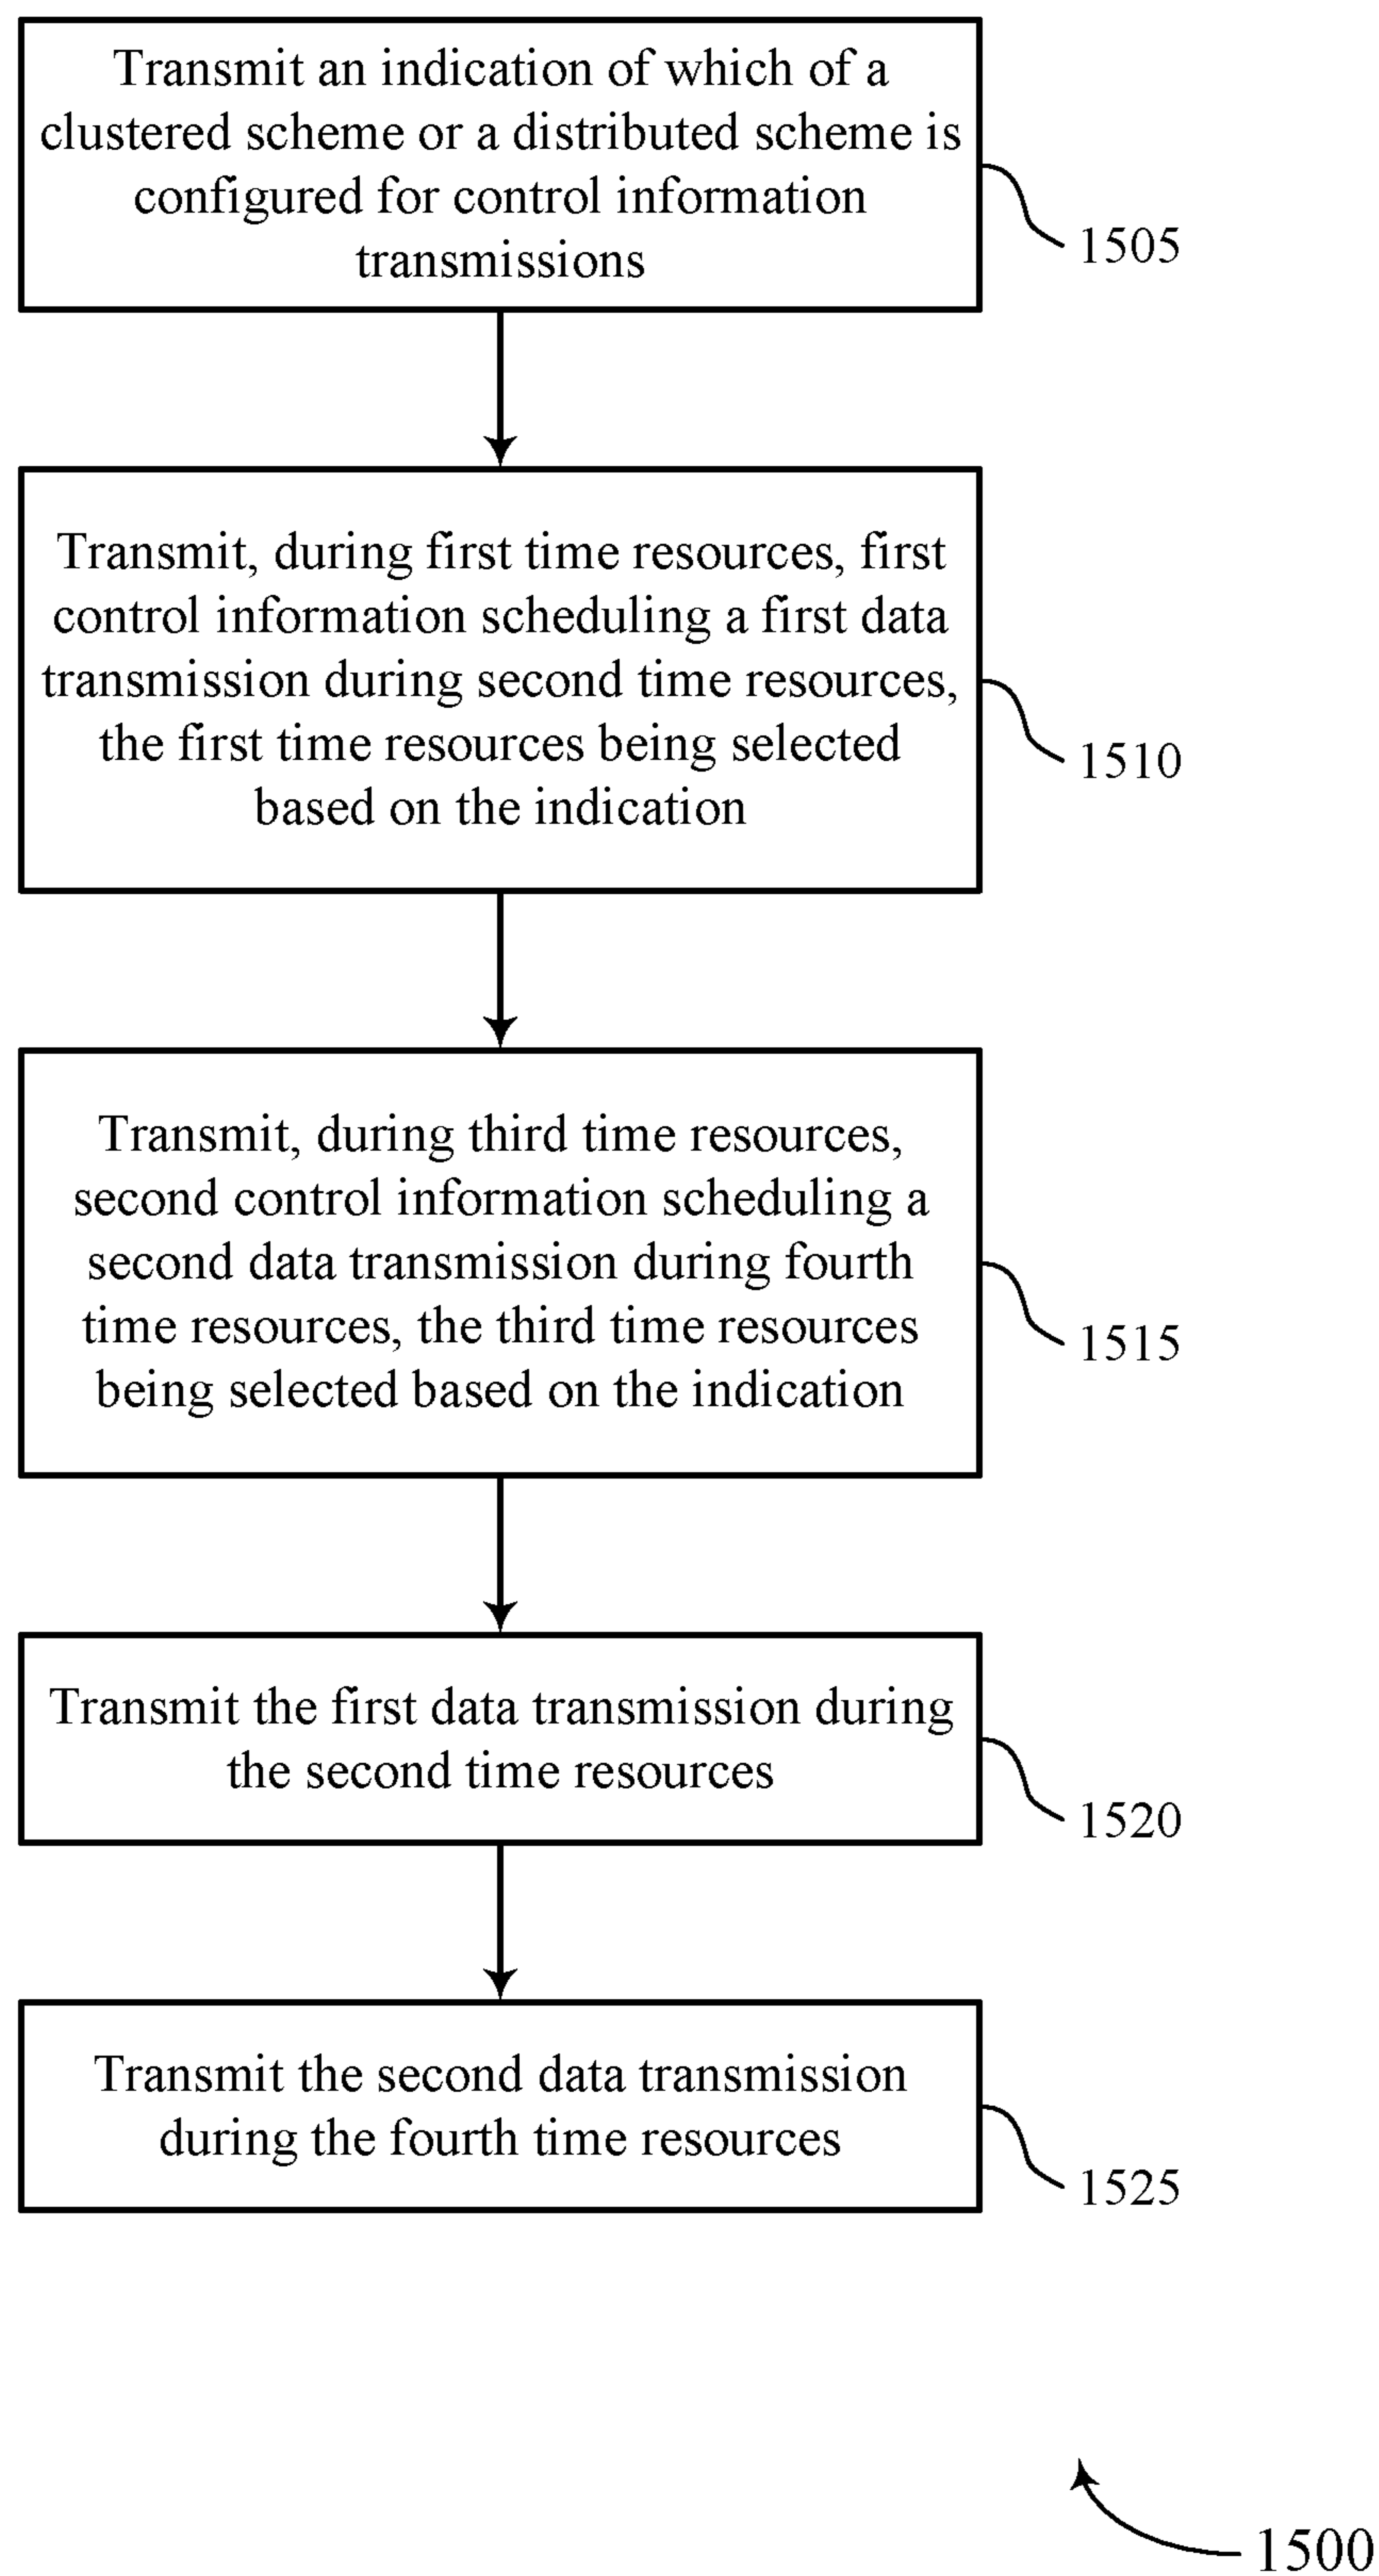 Transmit an indication of which of a
clustered scheme or a distributed scheme is
configured for control information
transmissions
1505
Transmit, during first time resources, first
control information scheduling a first data
transmission during second time resources,
the first time resources being selected
based on the indication
1510
Transmit, during third time resources,
second control information scheduling a
second data transmission during fourth
time resources, the third time resources
being selected based on the indication
1515
Transmit the first data transmission during
the second time resources
1520
Transmit the second data transmission
during the fourth time resources
1525
1500